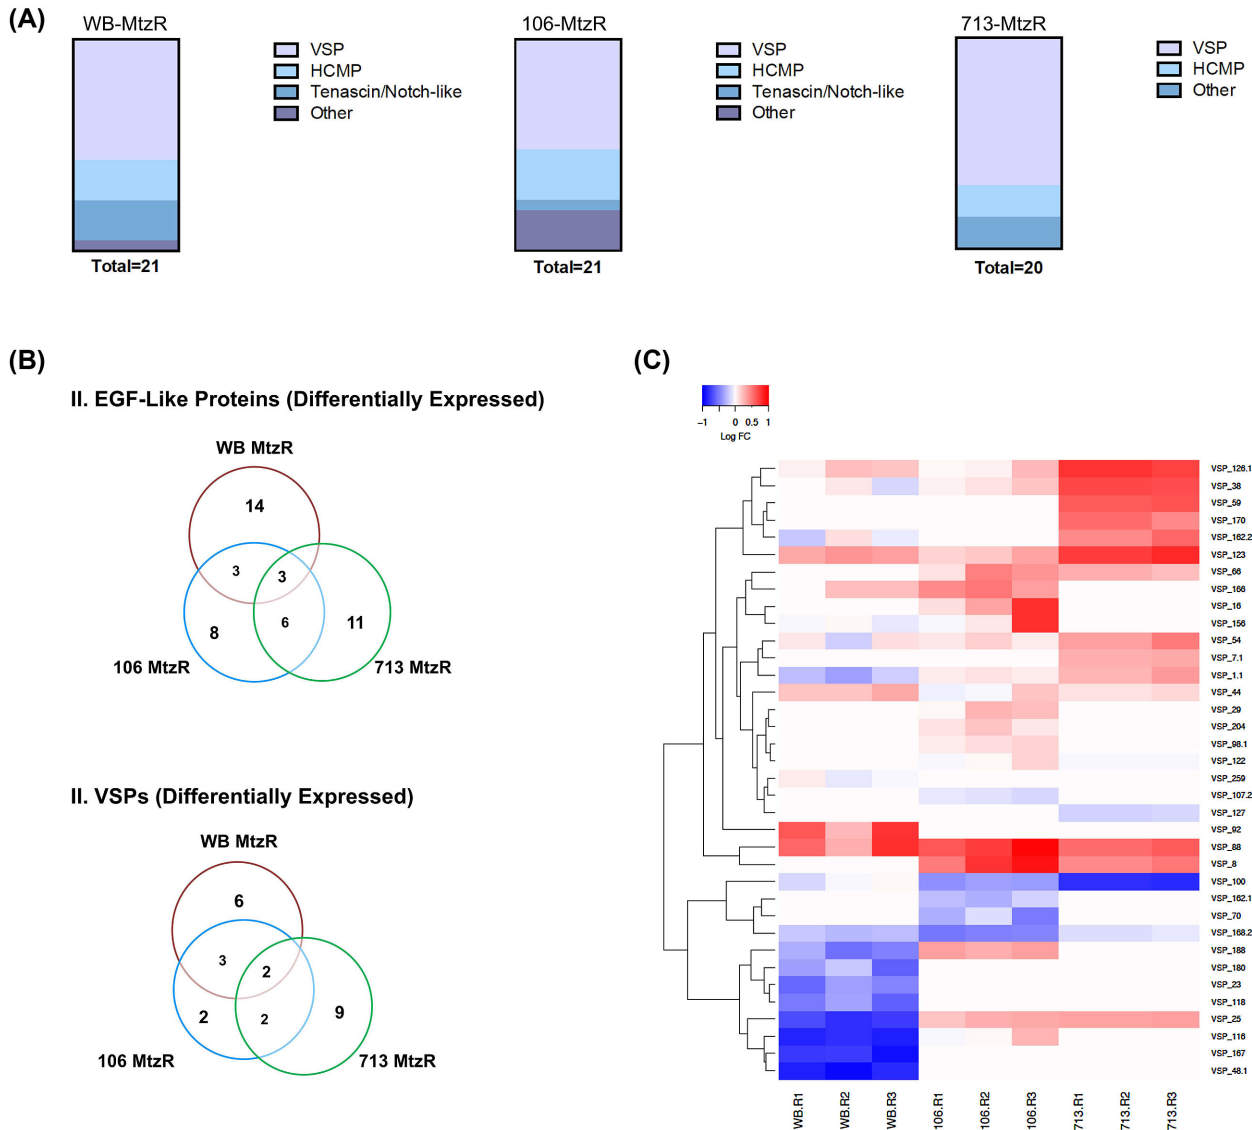 (A)
WB-MtzR
VSP
HCMP
Tenascin/Notch-like
Other
Total=21
106-MtzR
VSP
HCMP
Tenascin/Notch-like
Other
Total=21
713-MtzR
VSP
HCMP
Other
Total=20
(B)
II. EGF-Like Proteins (Differentially Expressed)
WB MtzR
14
3
3
8
6
11
106 MtzR
713 MtzR
II. VSPs (Differentially Expressed)
WB MtzR
6
3
2
2
2
9
106 MtzR
713 MtzR
(C)
-1 0 0.5 1
Log FC
VSP_126.1
VSP_38
VSP_59
VSP_170
VSP_162.2
VSP_123
VSP_66
VSP_166
VSP_16
VSP_156
VSP_54
VSP_7.1
VSP_1.1
VSP_44
VSP_29
VSP_204
VSP_98.1
VSP_122
VSP_259
VSP_107.2
VSP_127
VSP_92
VSP_88
VSP_8
VSP_100
VSP_162.1
VSP_70
VSP_168.2
VSP_188
VSP_180
VSP_23
VSP_118
VSP_25
VSP_116
VSP_167
VSP_48.1
WB.R1
WB.R2
WB.R3
106.R1
106.R2
106.R3
713.R1
713.R2
713.R3